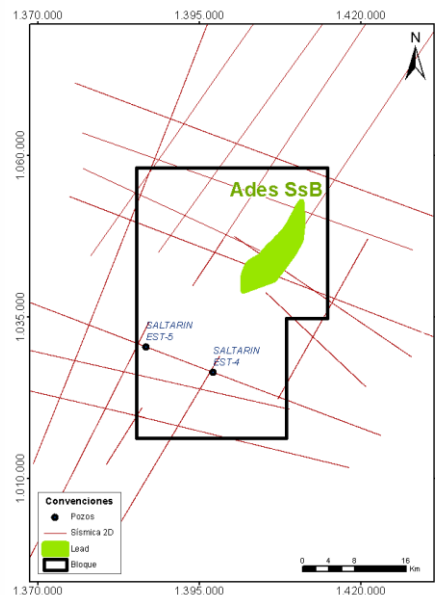 1.370.000 1.395.000 1.420.000
N
1.060.000
Ades SsB
1.035.000
SALTARIN
EST-5
SALTARIN
EST-4
1.010.000
Convenciones
Pozos
Sísmica 2D
Lead
Bloque
0 4 8 16
Km
1.370.000 1.395.000 1.420.000